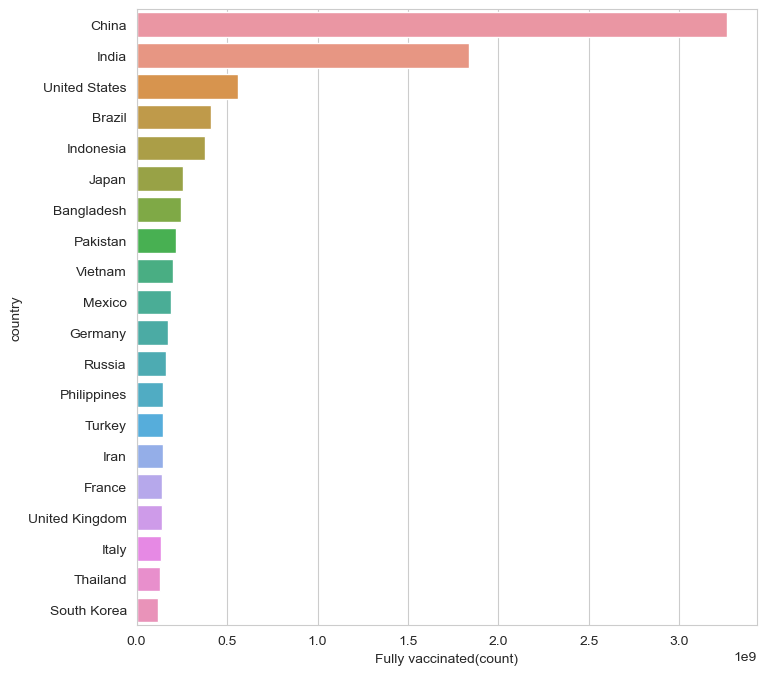 China
India
United States
Brazil
Indonesia
Japan
Bangladesh
Pakistan
Vietnam
Mexico
Germany
Russia
Philippines
Turkey
Iran
France
United Kingdom
Italy
Thailand
South Korea
country
0.0 0.5 1.0 1.5 2.0 2.5 3.0
1e9
Fully vaccinated(count)